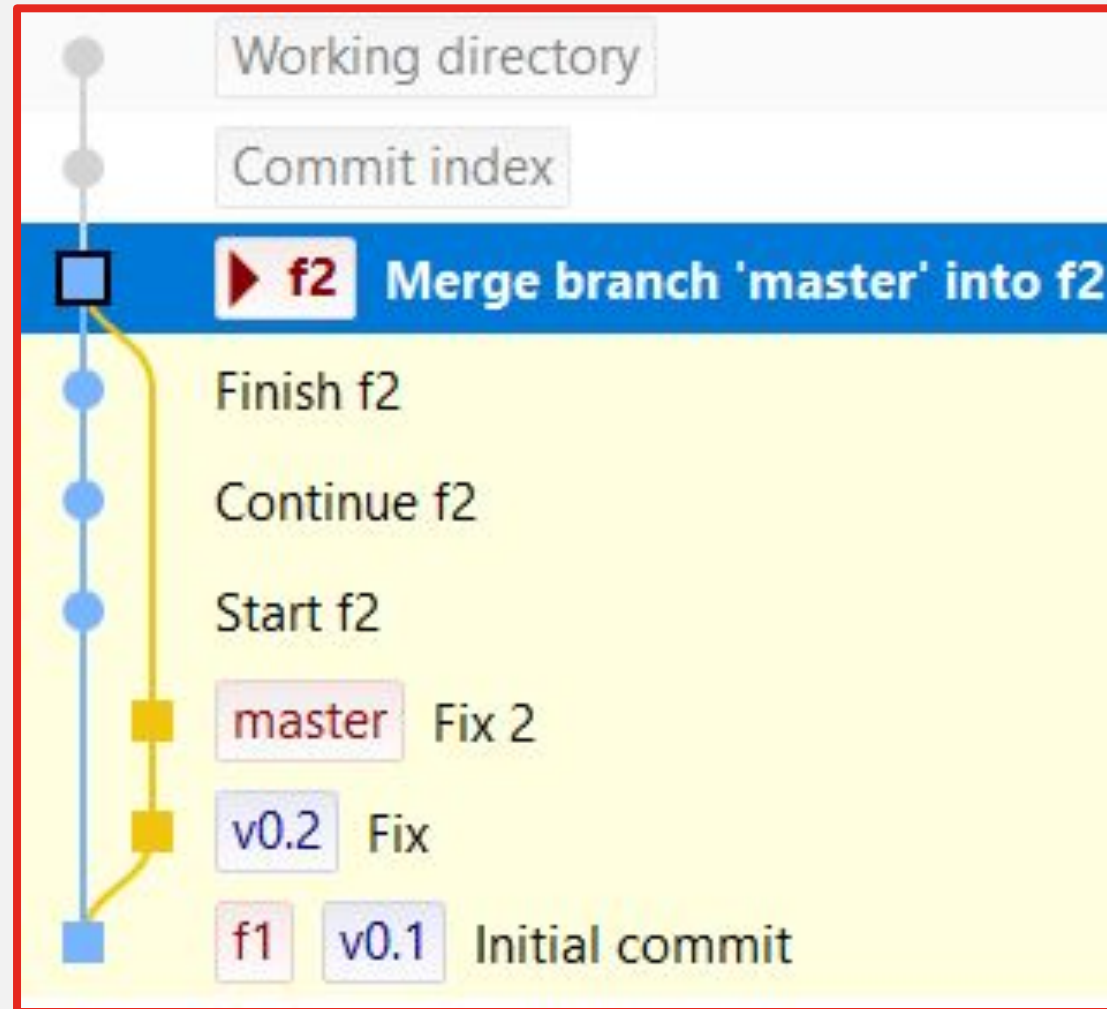 Working directory
Commit index
f2 Merge branch 'master' into f2
Finish f2
Continue f2
Start f2
master Fix 2
v0.2 Fix
f1 v0.1 Initial commit